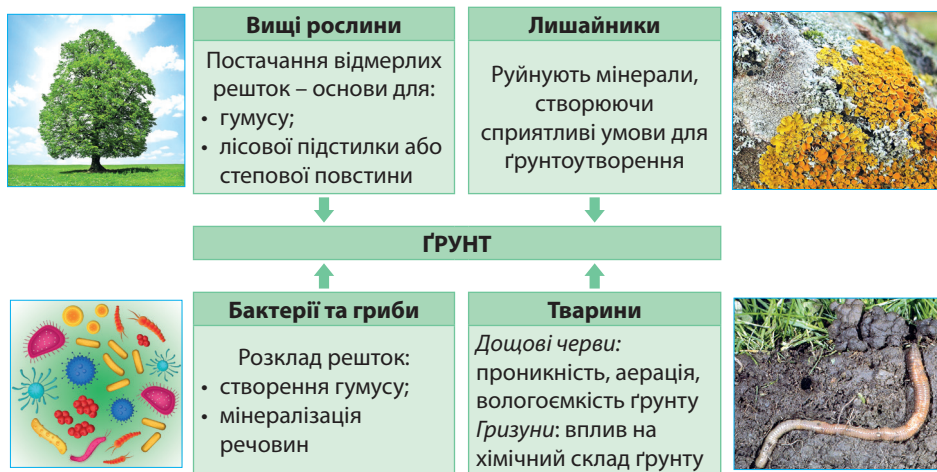 Вищі рослини
Постачання відмерлих
решток – основи для:
• гумусу;
• лісової підстилки або
степової повстини
Лишайники
Руйнують мінерали,
створюючи
сприятливі умови для
ґрунтоутворення
ҐРУНТ
Бактерії та гриби
Розклад решток:
• створення гумусу;
• мінералізація
речовин
Тварини
Дощові черви:
проникність, аерація,
вологоємкість ґрунту
Гризуни: вплив на
хімічний склад ґрунту